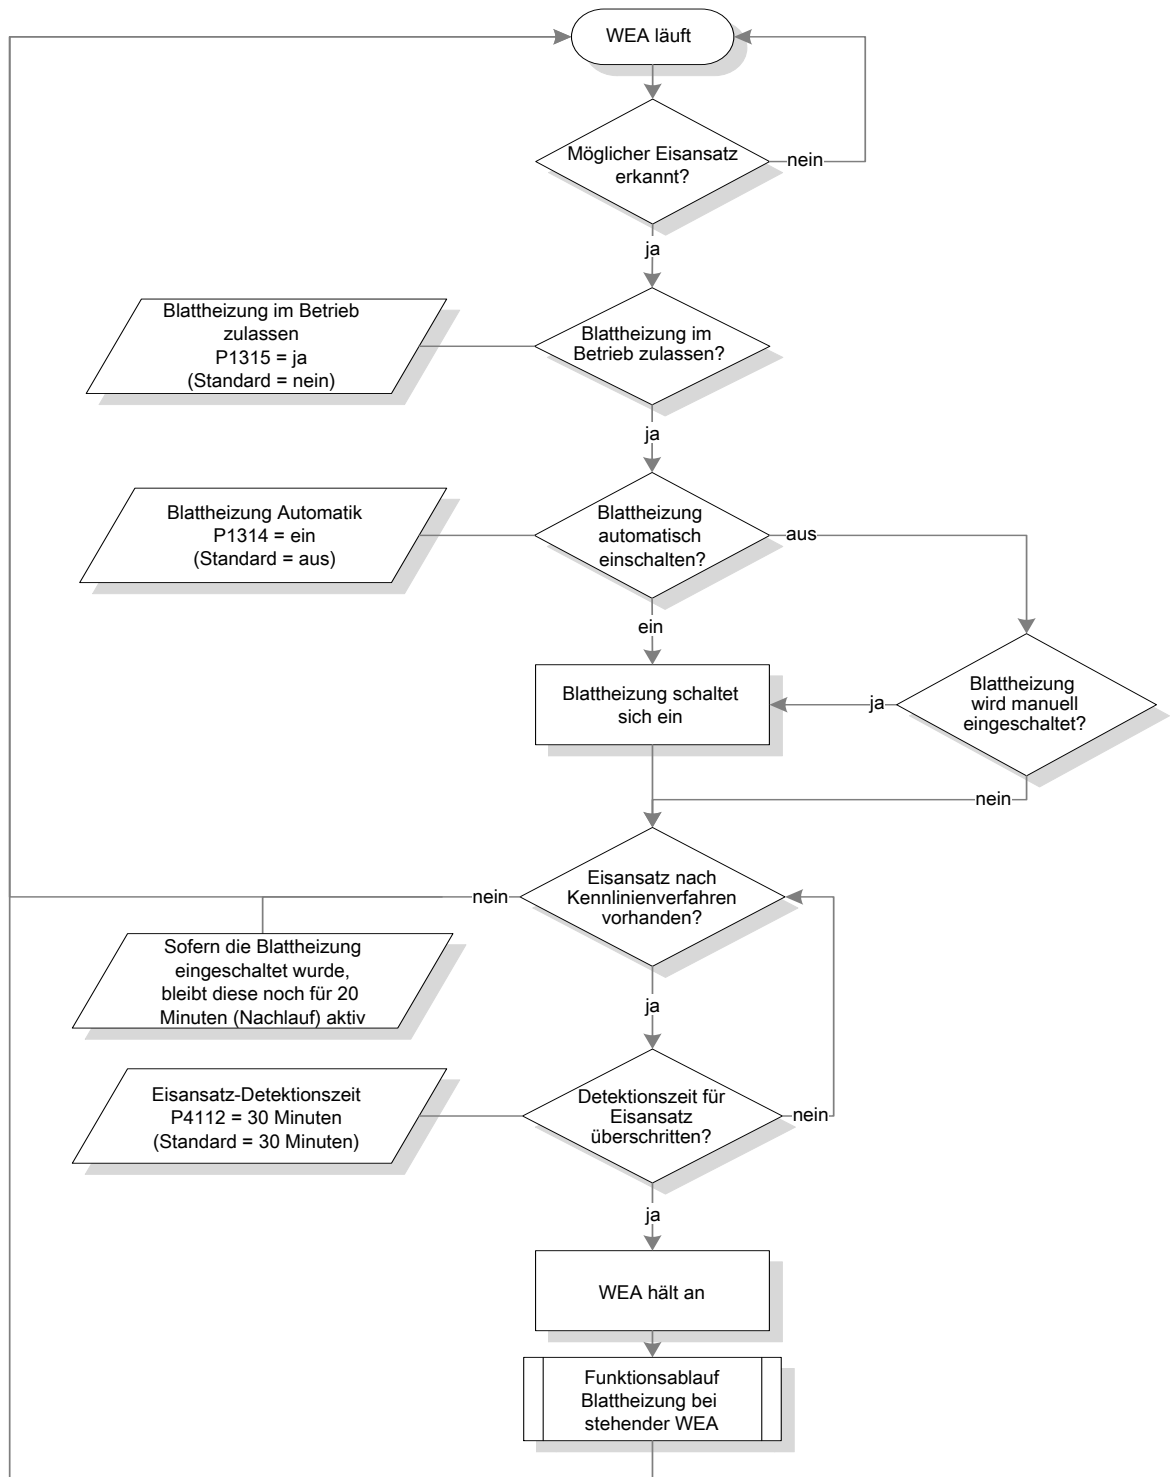 WEA läuft
Möglicher Eisansatz
erkannt?
nein
ja
Blattheizung im Betrieb
zulassen
P1315 = ja
(Standard = nein)
Blattheizung im
Betrieb zulassen?
ja
Blattheizung Automatik
P1314 = ein
(Standard = aus)
Blattheizung
automatisch
einschalten?
aus
ein
Blattheizung schaltet
sich ein
ja
Blattheizung
wird manuell
eingeschaltet?
nein
Eisansatz nach
Kennlinienverfahren
vorhanden?
nein
Sofern die Blattheizung
eingeschaltet wurde,
bleibt diese noch für 20
Minuten (Nachlauf) aktiv
ja
Eisansatz-Detektionszeit
P4112 = 30 Minuten
(Standard = 30 Minuten)
Detektionszeit für
Eisansatz
überschritten?
nein
ja
WEA hält an
Funktionsablauf
Blattheizung bei
stehender WEA